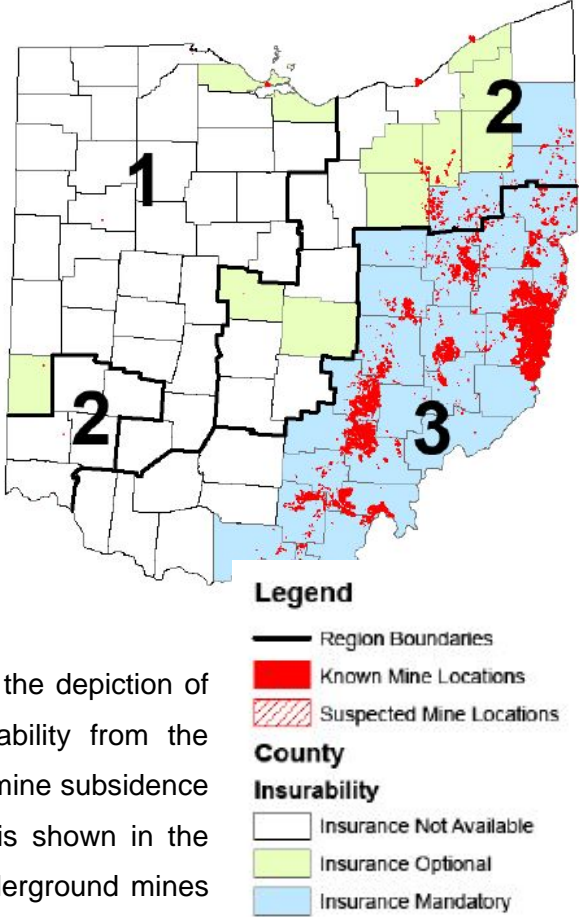 1
2
2
3
Legend
Region Boundaries
Known Mine Locations
Suspected Mine Locations
County
Insurability
Insurance Not Available
Insurance Optional
Insurance Mandatory
the depiction of
ability from the
mine subsidence
is shown in the
derground mines